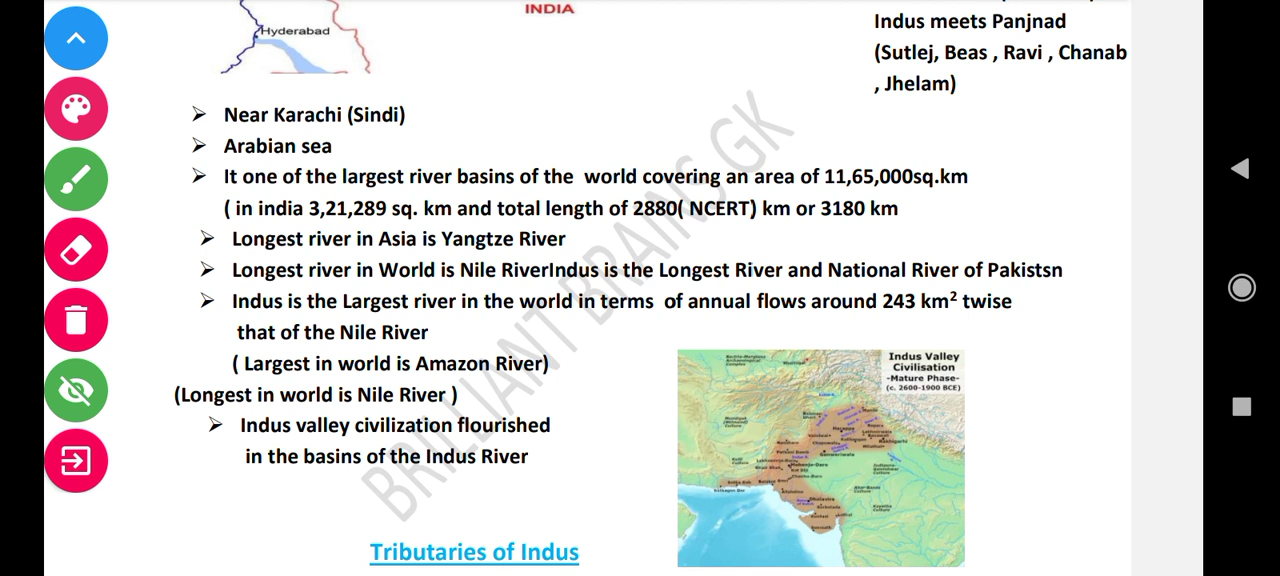 INDIA
Hyderabad
Indus meets Panjnad
(Sutlej, Beas , Ravi , Chanab
, Jhelam)
➢ Near Karachi (Sindi)
➢ Arabian sea
➢ It one of the largest river basins of the world covering an area of 11,65,000sq.km
( in india 3,21,289 sq. km and total length of 2880( NCERT) km or 3180 km
➢ Longest river in Asia is Yangtze River
➢ Longest river in World is Nile RiverIndus is the Longest River and National River of Pakistsn
➢ Indus is the Largest river in the world in terms of annual flows around 243 km² twise
that of the Nile River
( Largest in world is Amazon River)
(Longest in world is Nile River )
➢ Indus valley civilization flourished
in the basins of the Indus River
BRILLIANT BRAINS GK
Indus Valley
Civilisation
-Mature Phase-
(c. 2600-1900 BCE)
Harappa
Rakhigarhi
Ganweriwala
Mohenjo-Daro
Dholavira
Tributaries of Indus